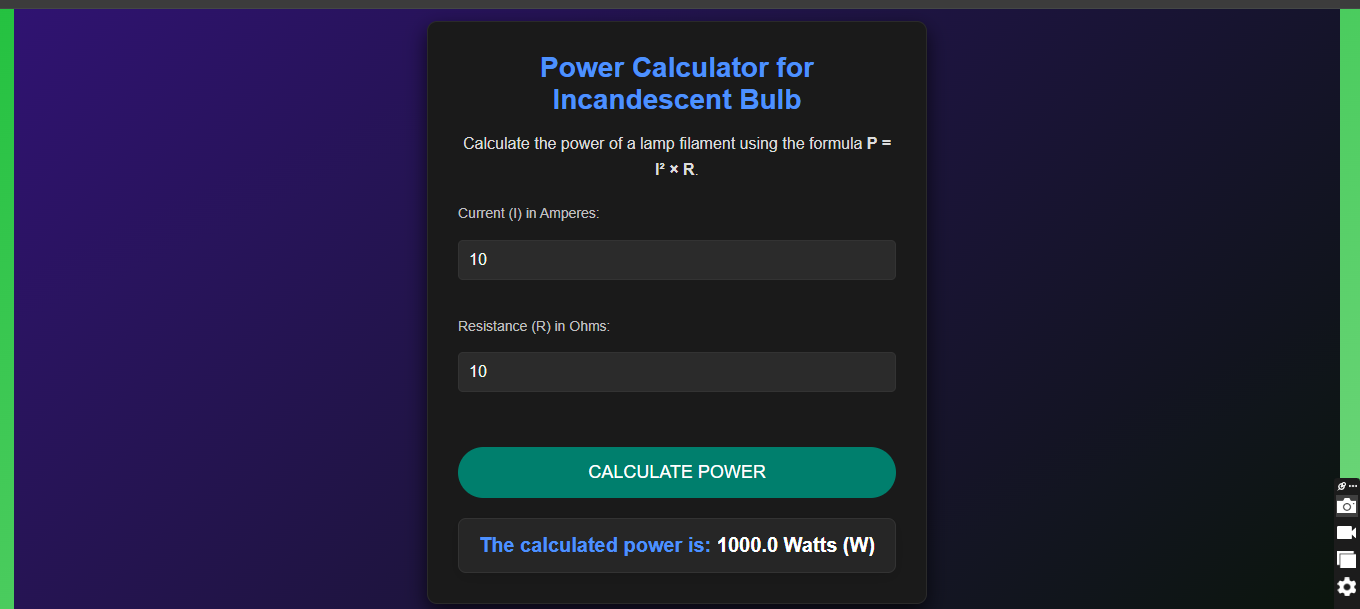 Power Calculator for
Incandescent Bulb
Calculate the power of a lamp filament using the formula P =
I² × R.
Current (I) in Amperes:
10
Resistance (R) in Ohms:
10
CALCULATE POWER
The calculated power is: 1000.0 Watts (W)